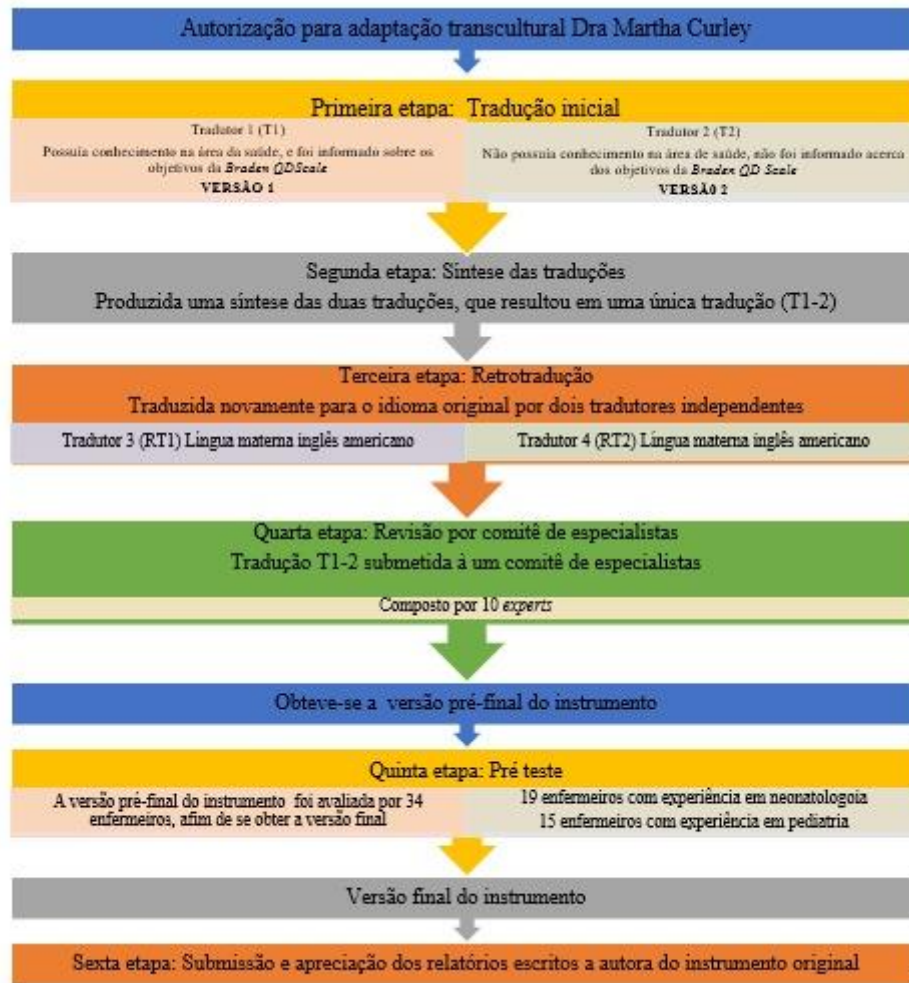 Autorização para adaptação transcultural Dra Martha Curley
Primeira etapa: Tradução inicial
Tradutor 1 (T1)
Possuia conhecimento na área da saúde, e foi informado sobre os
objetivos da Braden QDScale
VERSÃO 1
Tradutor 2 (T2)
Não possuia conhecimento na área de saúde, não foi informado acerca
dos objetivos da Braden QD Scale
VERSÃ0 2
Segunda etapa: Síntese das traduções
Produzida uma síntese das duas traduções, que resultou em uma única tradução (T1-2)
Terceira etapa: Retrotradução
Traduzida novamente para o idioma original por dois tradutores independentes
Tradutor 3 (RT1) Língua materna inglês americano
Tradutor 4 (RT2) Língua materna inglês americano
Quarta etapa: Revisão por comitê de especialistas
Tradução T1-2 submetida à um comitê de especialistas
Composto por 10 experts
Obteve-se a versão pré-final do instrumento
Quinta etapa: Pré teste
A versão pré-final do instrumento foi avaliada por 34
enfermeiros, afim de se obter a versão final
19 enfermeiros com experiência em neonatologoia
15 enfermeiros com experiência em pediatria
Versão final do instrumento
Sexta etapa: Submissão e apreciação dos relatórios escritos a autora do instrumento original